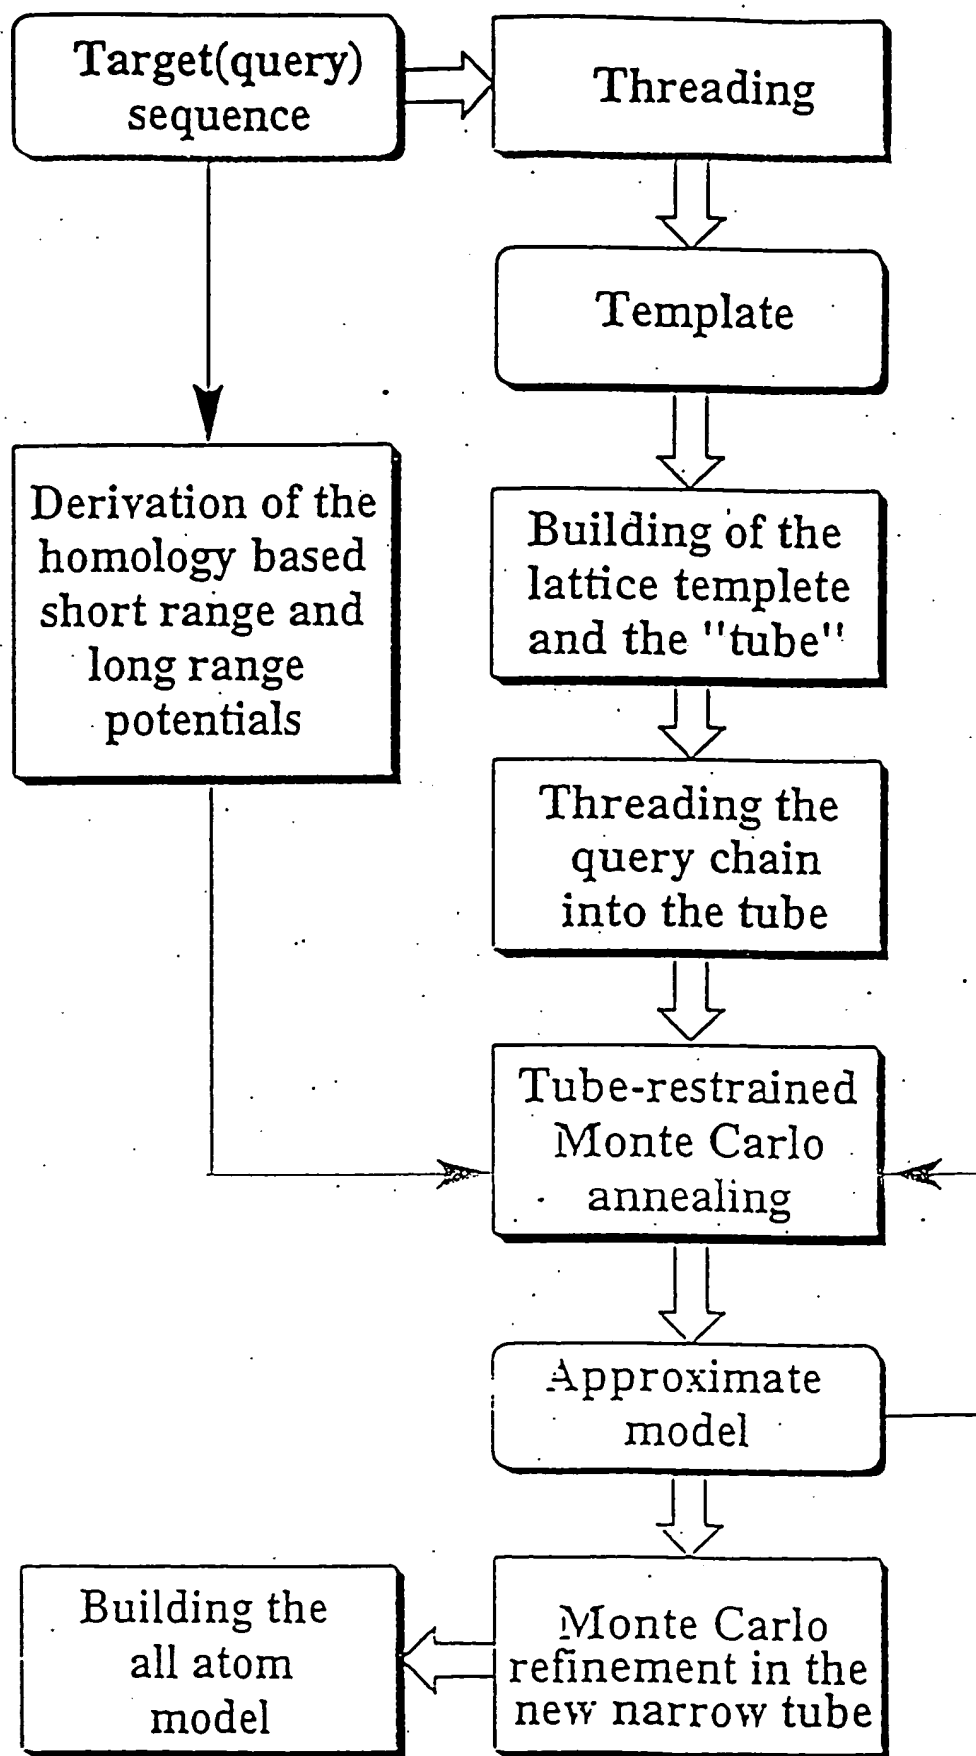 Target(query)
sequence
Threading
Template
Derivation of the
homology based
short range and
long range
potentials
Building of the
lattice templete
and the "tube"
Threading the
query chain
into the tube
Tube-restrained
Monte Carlo
annealing
Approximate
model
Monte Carlo
refinement in the
new narrow tube
Building the
all atom
model